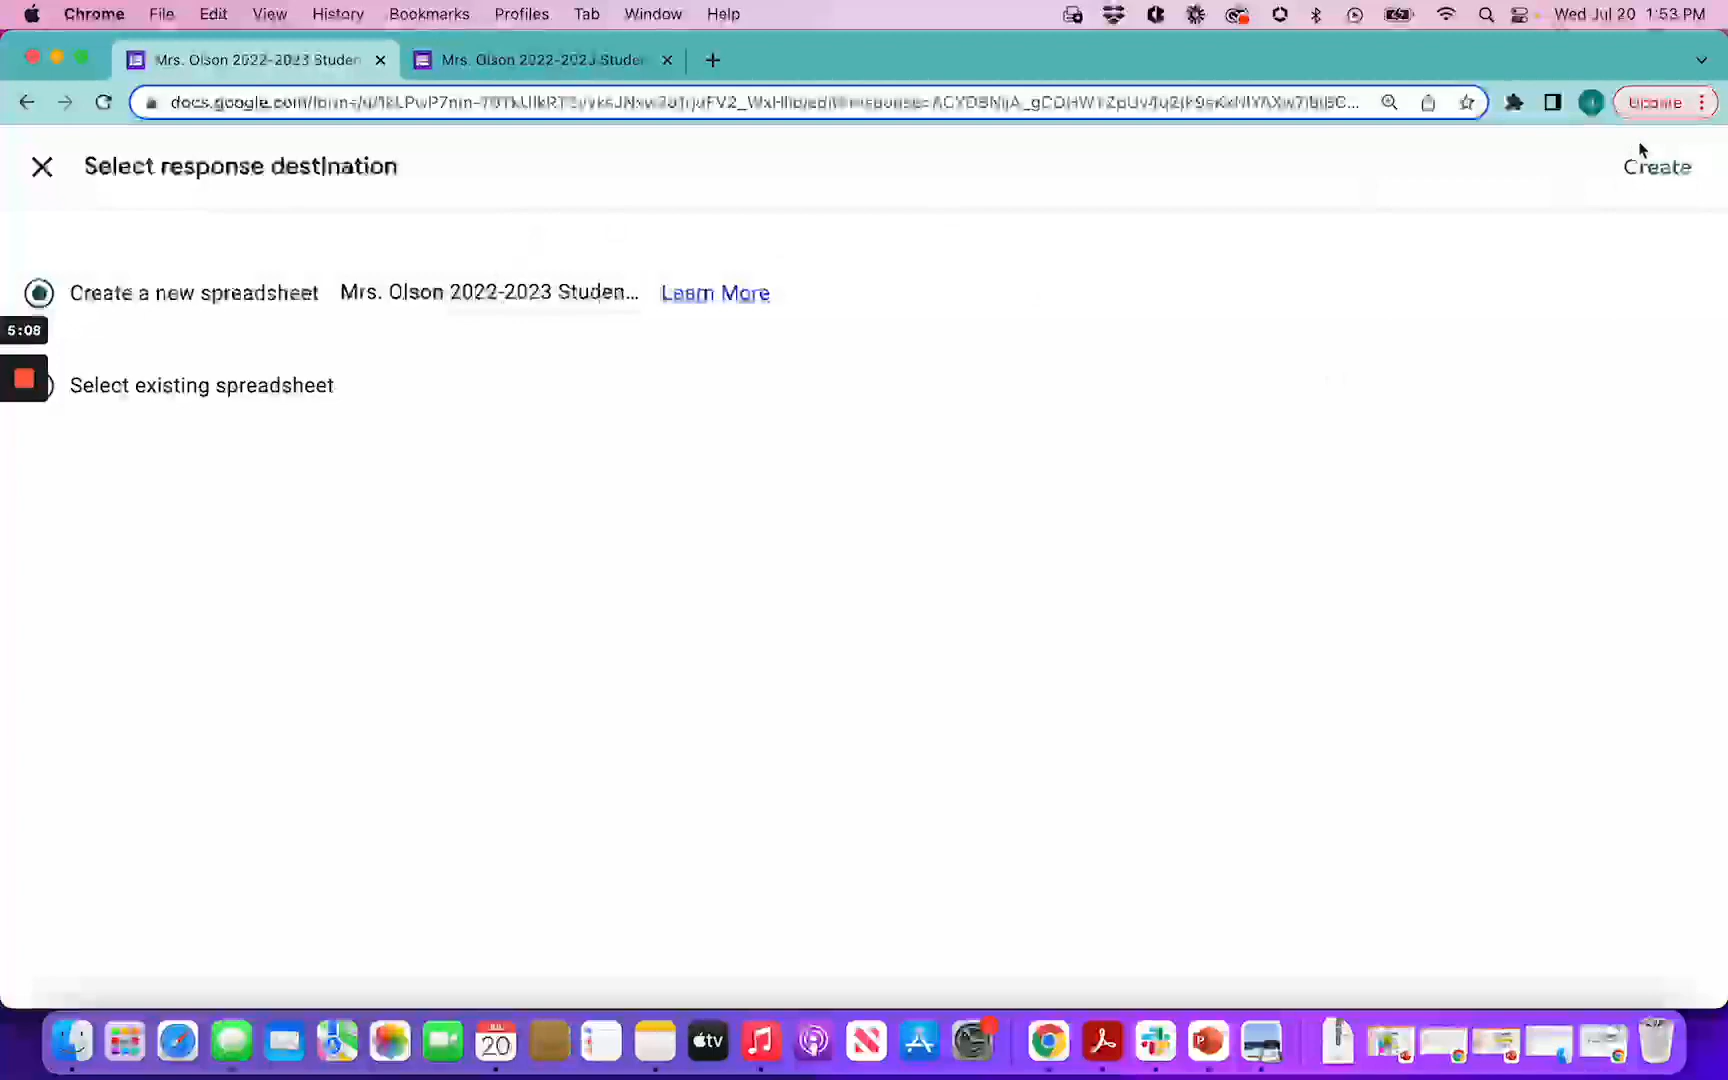 Chrome File Edit View History Bookmarks Profiles Tab Window Help Wed Jul 20 1:53 PM
Mrs. Olson 2022-2023 Studen Mrs. Olson 2022-2023 Studen
Update
Select response destination
Create
Create a new spreadsheet Mrs. Olson 2022-2023 Studen... Learn More
5:08
Select existing spreadsheet
JUL
20
tv